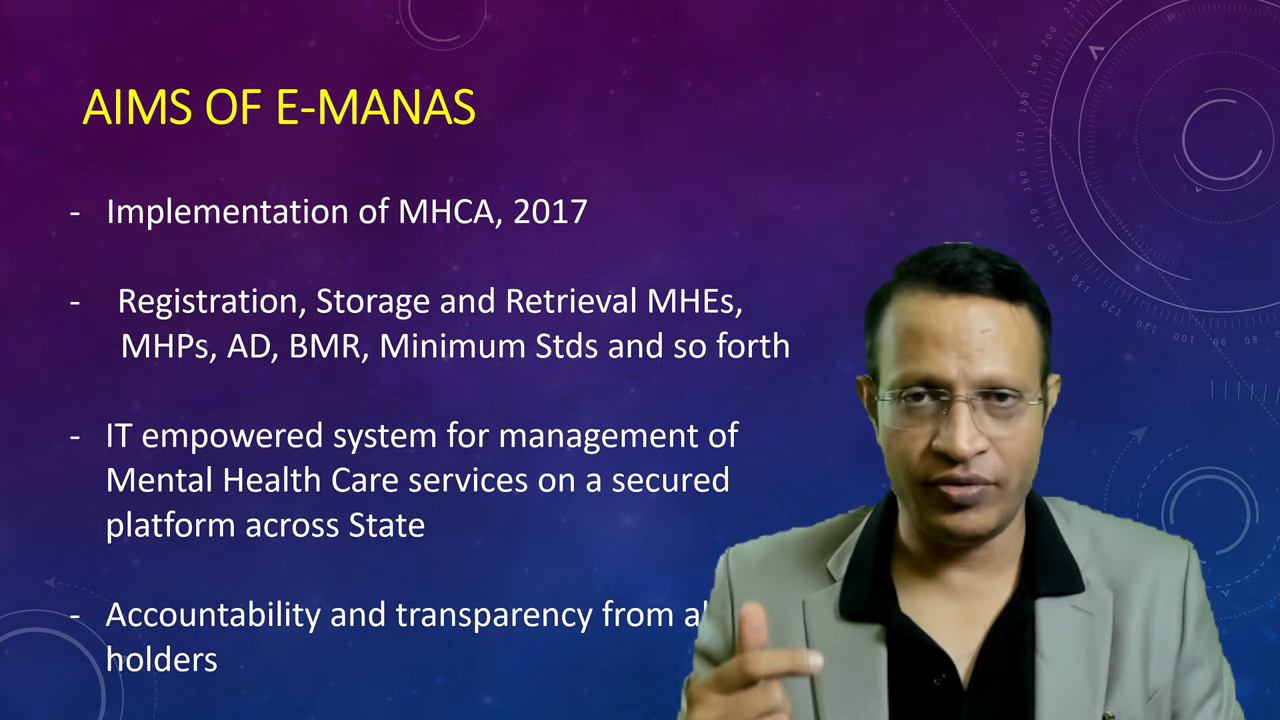 AIMS OF E-MANAS
- Implementation of MHCA, 2017
- Registration, Storage and Retrieval MHEs,
MHPs, AD, BMR, Minimum Stds and so forth
- IT empowered system for management of
Mental Health Care services on a secured
platform across State
- Accountability and transparency from
holders